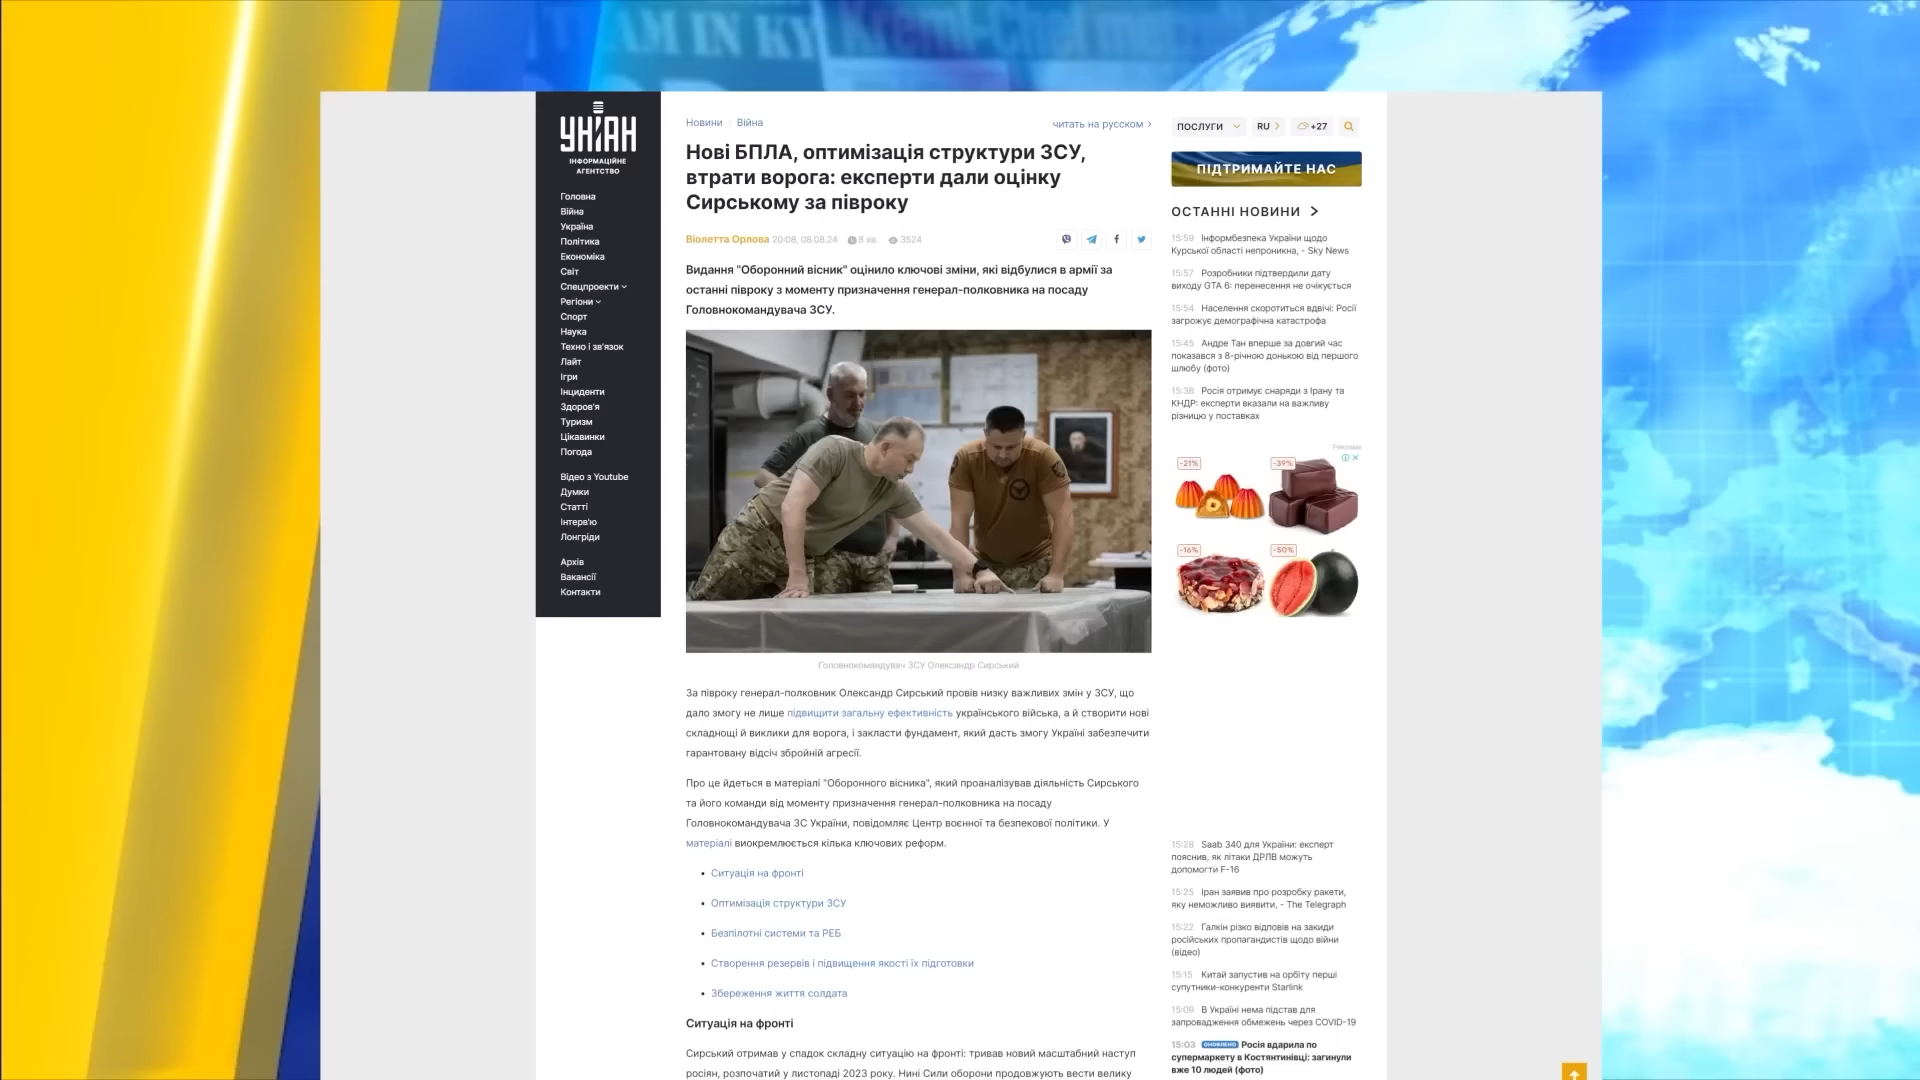 TEAM IN KY
Kreml-Chef
УНІАН
ІНФОРМАЦІЙНЕ
АГЕНТСТВО
Головна
Війна
Україна
Політика
Економіка
Світ
Спецпроекти
Регіони
Спорт
Наука
Техно і зв'язок
Лайт
Ігри
Інциденти
Здоров'я
Туризм
Цікавинки
Погода
Відео з Youtube
Думки
Статті
Інтерв'ю
Лонгріди
Архів
Вакансії
Контакти
Новини Війна
читать на русском
Нові БПЛА, оптимізація структури ЗСУ,
втрати ворога: експерти дали оцінку
Сирському за півроку
Віолетта Орлова 20:08, 08.08.24 8 хв. 3524
Видання "Оборонний вісник" оцінило ключові зміни, які відбулися в армії за
останні півроку з моменту призначення генерал-полковника на посаду
Головнокомандувача ЗСУ.
Головнокомандувач ЗСУ Олександр Сирський
За півроку генерал-полковник Олександр Сирський провів низку важливих змін у ЗСУ, що
дало змогу не лише підвищити загальну ефективність українського війська, а й створити нові
складнощі й виклики для ворога, і закласти фундамент, який дасть змогу Україні забезпечити
гарантовану відсіч збройній агресії.
Про це йдеться в матеріалі "Оборонного вісника", який проаналізував діяльність Сирського
та його команди від моменту призначення генерал-полковника на посаду
Головнокомандувача ЗС України, повідомляє Центр воєнної та безпекової політики. У
матеріалі виокремлюється кілька ключових реформ.
• Ситуація на фронті
• Оптимізація структури ЗСУ
• Безпілотні системи та РЕБ
• Створення резервів і підвищення якості їх підготовки
• Збереження життя солдата
Ситуація на фронті
Сирський отримав у спадок складну ситуацію на фронті: тривав новий масштабний наступ
росіян, розпочатий у листопаді 2023 року. Нині Сили оборони продовжують вести велику
ПОСЛУГИ RU +27
ПІДТРИМАЙТЕ НАС
ОСТАННІ НОВИНИ
15:59 Інформбезпека України щодо
Курської області непроникна, - Sky News
15:57 Розробники підтвердили дату
виходу GTA 6: перенесення не очікується
15:54 Населення скоротиться вдвічі: Росії
загрожує демографічна катастрофа
15:45 Андре Тан вперше за довгий час
показався з 8-річною донькою від першого
шлюбу (фото)
15:38 Росія отримує снаряди з Ірану та
КНДР: експерти вказали на важливу
різницю у поставках
Реклама
-21%
-39%
-16%
-50%
15:28 Saab 340 для України: експерт
пояснив, як літаки ДРЛВ можуть
допомогти F-16
15:25 Іран заявив про розробку ракети,
яку неможливо виявити, - The Telegraph
15:22 Галкін різко відповів на закиди
російських пропагандистів щодо війни
(відео)
15:15 Китай запустив на орбіту перші
супутники-конкуренти Starlink
15:09 В Україні нема підстав для
запровадження обмежень через COVID-19
15:03 ОНОВЛЕНО Росія вдарила по
супермаркету в Костянтинівці: загинули
вже 10 людей (фото)